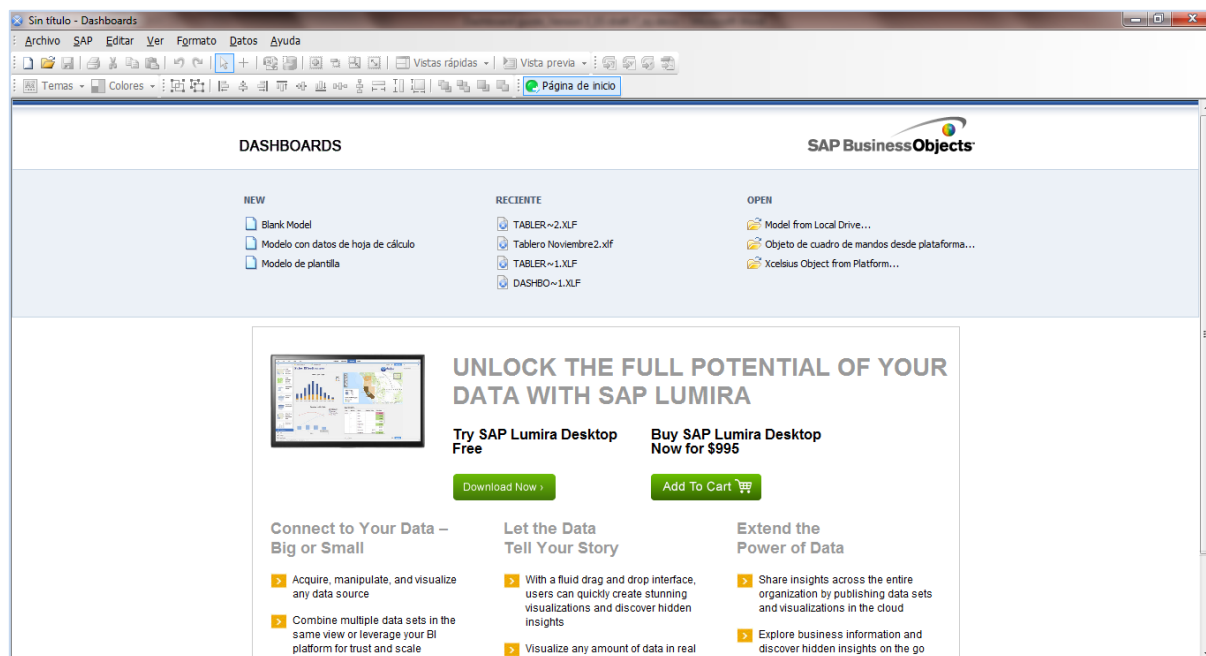 Sin título - Dashboards
Archivo SAP Editar Ver Formato Datos Ayuda
Vistas rápidas Vista previa
Temas Colores Página de inicio
DASHBOARDS
SAP BusinessObjects
NEW
Blank Model
Modelo con datos de hoja de cálculo
Modelo de plantilla
RECIENTE
TABLER~2.XLF
Tablero Noviembre2.xlf
TABLER~1.XLF
DASHBO~1.XLF
OPEN
Model from Local Drive...
Objeto de cuadro de mandos desde plataforma...
Xcelsius Object from Platform...
UNLOCK THE FULL POTENTIAL OF YOUR
DATA WITH SAP LUMIRA
Try SAP Lumira Desktop
Free
Download Now ›
Buy SAP Lumira Desktop
Now for $995
Add To Cart
Connect to Your Data –
Big or Small
Acquire, manipulate, and visualize
any data source
Combine multiple data sets in the
same view or leverage your BI
platform for trust and scale
Let the Data
Tell Your Story
With a fluid drag and drop interface,
users can quickly create stunning
visualizations and discover hidden
insights
Visualize any amount of data in real
Extend the
Power of Data
Share insights across the entire
organization by publishing data sets
and visualizations in the cloud
Explore business information and
discover hidden insights on the go